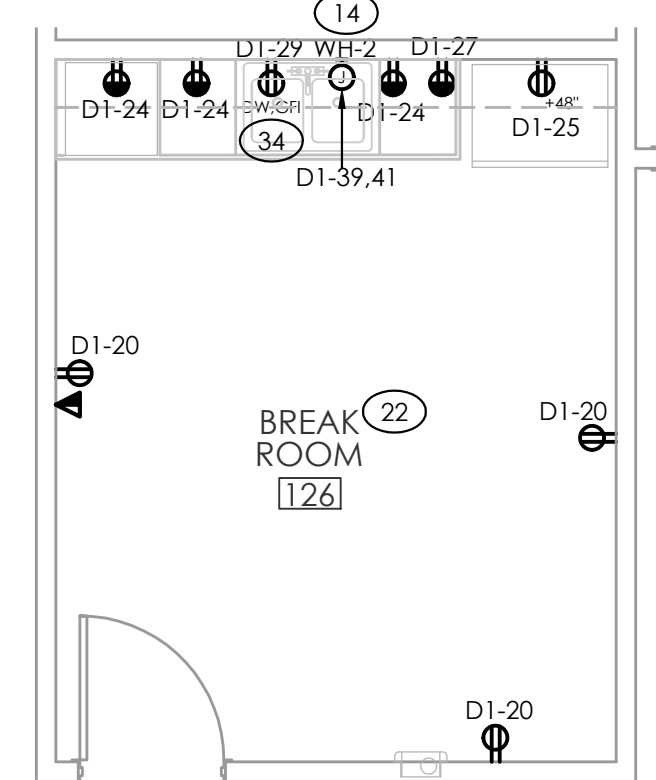 14
D1-29 WH-2 D1-27
J
D1-24 D1-24 DW,GFI D1-24 +48"
D1-25
34
D1-39,41
D1-20
22
D1-20
BREAK
ROOM
126
D1-20